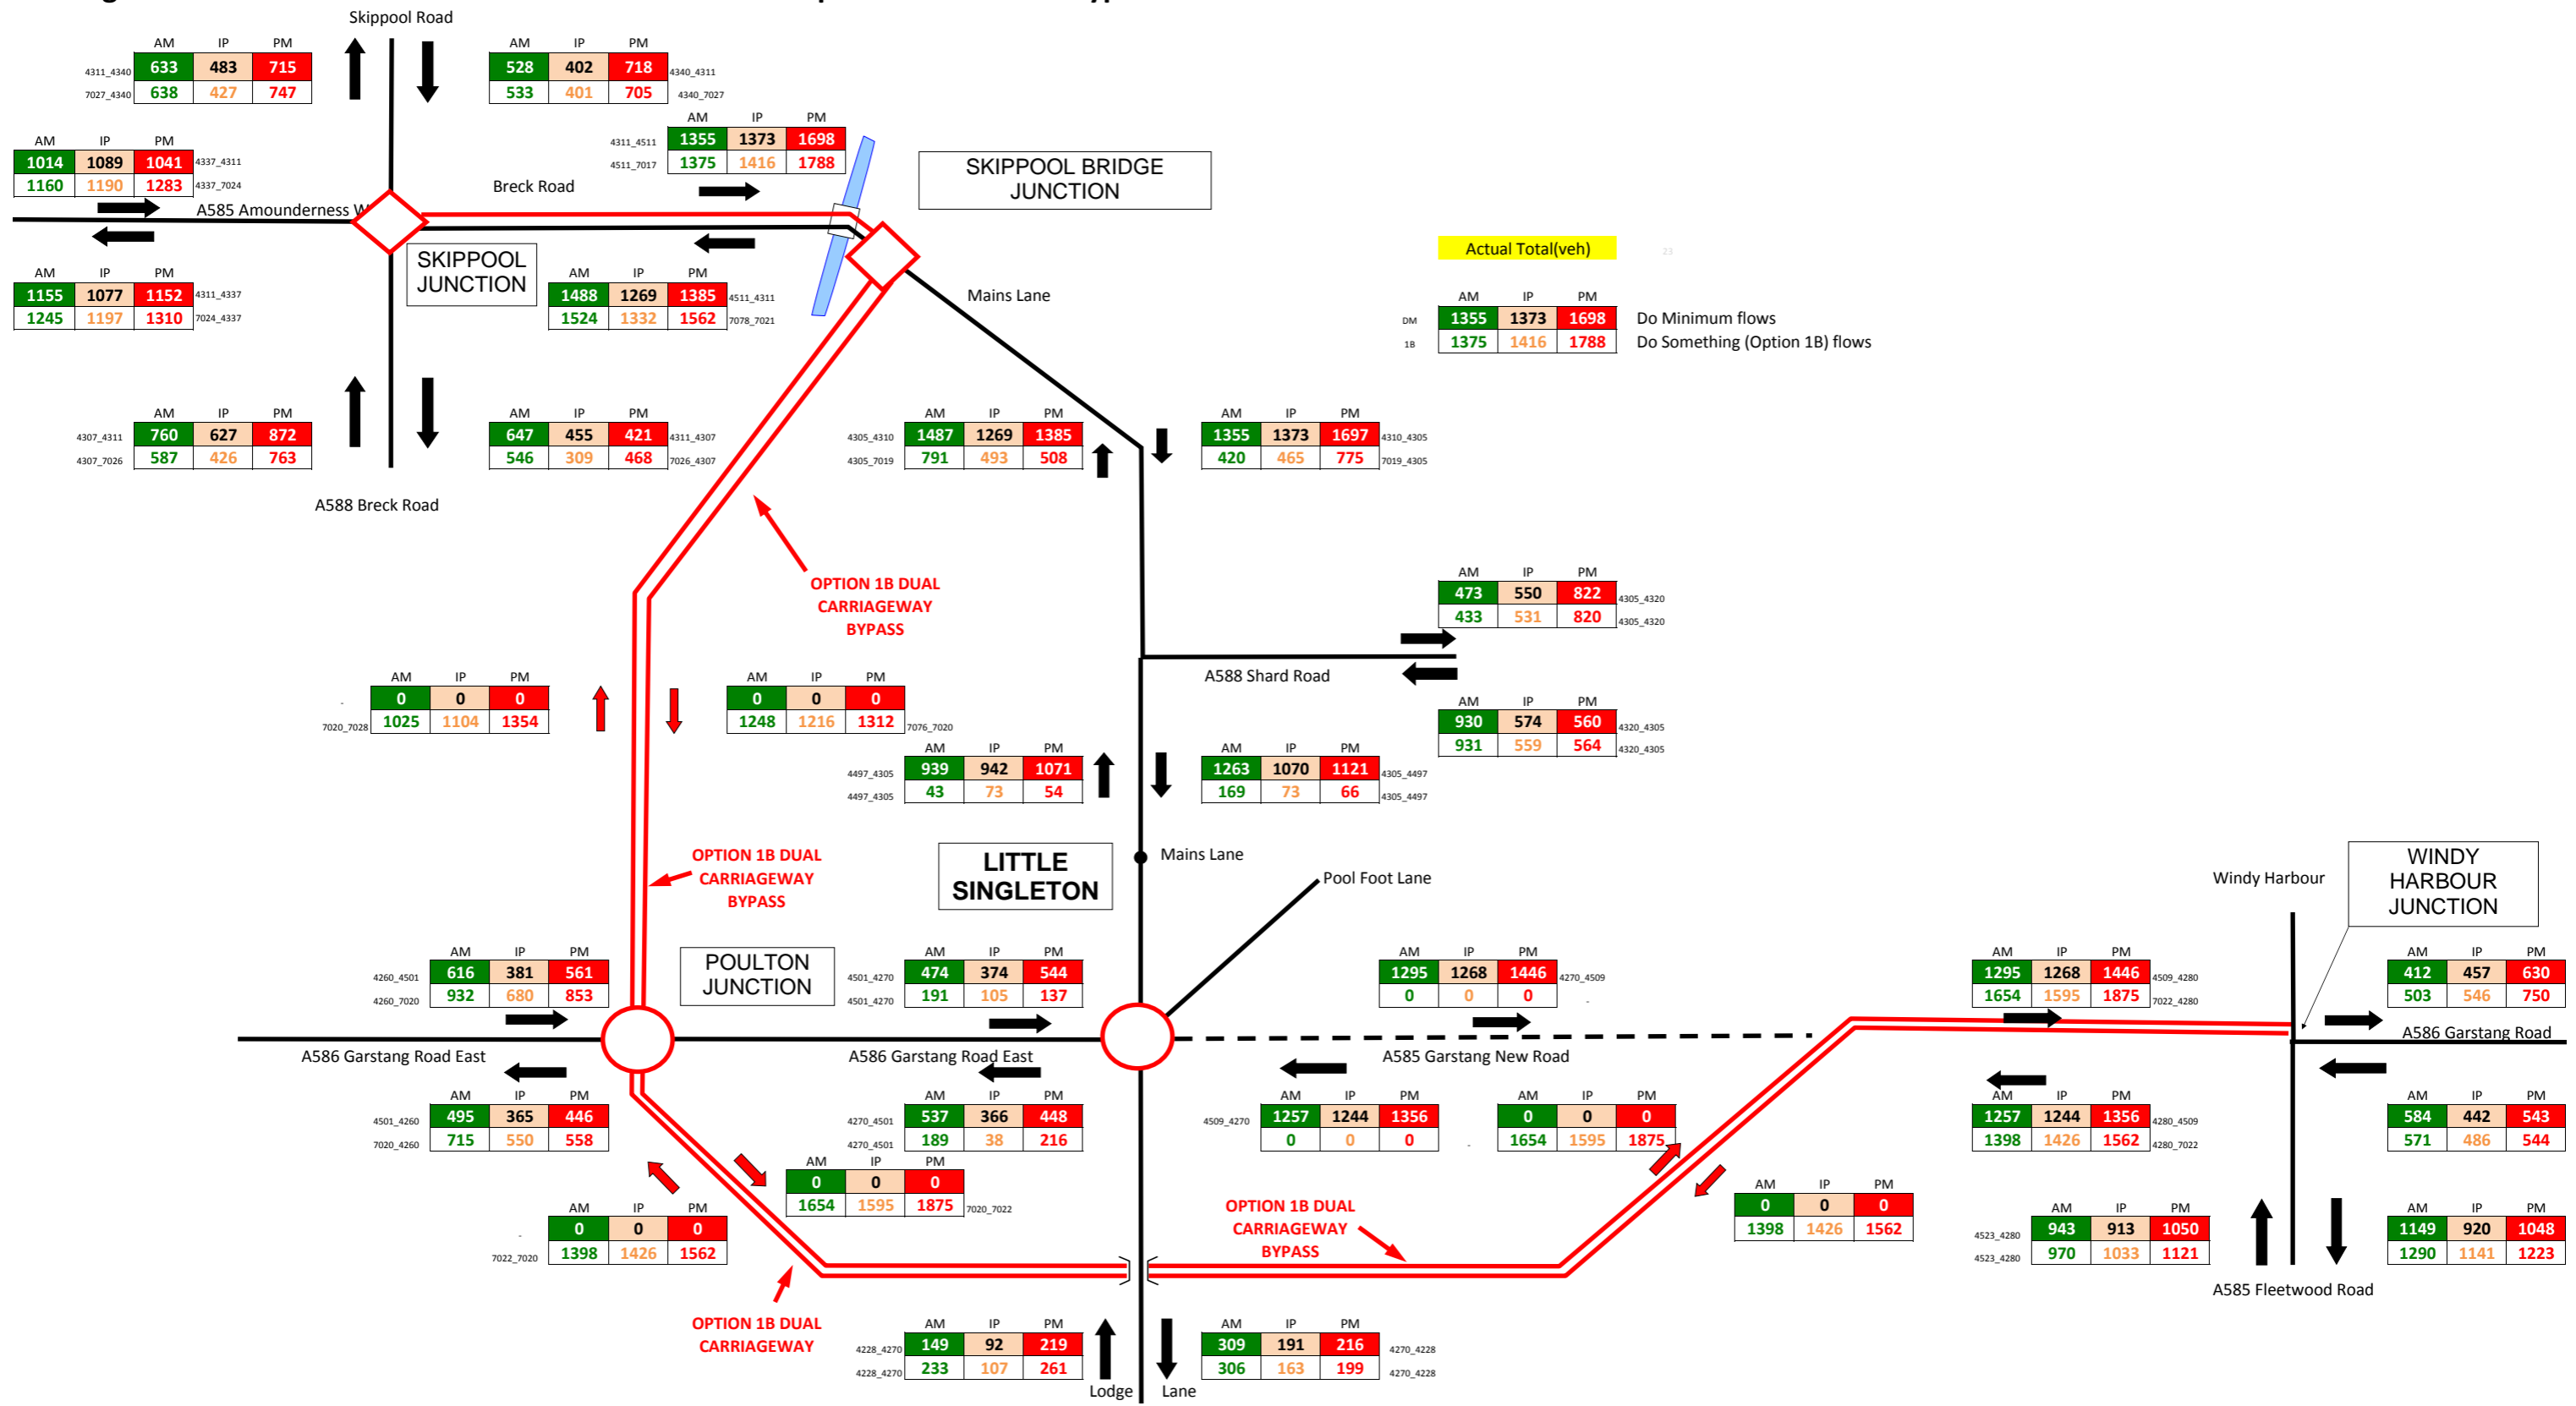 Skippool Road
AM IP PM
4311_4340 633 483 715
7027_4340 638 427 747
AM IP PM
528 402 718 4340_4311
533 401 705 4340_7027
AM IP PM
1014 1089 1041 4337_4311
1160 1190 1283 4337_7024
AM IP PM
4311_4511 1355 1373 1698
4511_7017 1375 1416 1788
SKIPPOOL BRIDGE
JUNCTION
Breck Road
A585 Amounderness W
SKIPPOOL
JUNCTION
AM IP PM
1155 1077 1152 4311_4337
1245 1197 1310 7024_4337
AM IP PM
1488 1269 1385 4511_4311
1524 1332 1562 7078_7021
Mains Lane
Actual Total(veh)
23
AM IP PM
DM 1355 1373 1698 Do Minimum flows
1B 1375 1416 1788 Do Something (Option 1B) flows
AM IP PM
4307_4311 760 627 872
4307_7026 587 426 763
AM IP PM
647 455 421 4311_4307
546 309 468 7026_4307
AM IP PM
4305_4310 1487 1269 1385
4305_7019 791 493 508
AM IP PM
1355 1373 1697 4310_4305
420 465 775 7019_4305
A588 Breck Road
OPTION 1B DUAL
CARRIAGEWAY
BYPASS
AM IP PM
473 550 822 4305_4320
433 531 820 4305_4320
A588 Shard Road
AM IP PM
930 574 560 4320_4305
931 559 564 4320_4305
AM IP PM
- 0 0 0
7020_7028 1025 1104 1354
AM IP PM
0 0 0
1248 1216 1312 7076_7020
AM IP PM
4497_4305 939 942 1071
4497_4305 43 73 54
AM IP PM
1263 1070 1121 4305_4497
169 73 66 4305_4497
OPTION 1B DUAL
CARRIAGEWAY
BYPASS
LITTLE
SINGLETON
Mains Lane
Pool Foot Lane
Windy Harbour
WINDY
HARBOUR
JUNCTION
AM IP PM
4260_4501 616 381 561
4260_7020 932 680 853
POULTON
JUNCTION
AM IP PM
4501_4270 474 374 544
4501_4270 191 105 137
AM IP PM
1295 1268 1446 4270_4509
0 0 0 -
AM IP PM
1295 1268 1446 4509_4280
1654 1595 1875 7022_4280
AM IP PM
412 457 630
503 546 750
A586 Garstang Road East
A586 Garstang Road East
A585 Garstang New Road
A586 Garstang Road
AM IP PM
4501_4260 495 365 446
7020_4260 715 550 558
AM IP PM
4270_4501 537 366 448
4270_4501 189 38 216
AM IP PM
4509_4270 1257 1244 1356
0 0 0
AM IP PM
0 0 0
- 1654 1595 1875
AM IP PM
1257 1244 1356 4280_4509
1398 1426 1562 4280_7022
AM IP PM
584 442 543
571 486 544
AM IP PM
0 0 0
1654 1595 1875 7020_7022
AM IP PM
- 0 0 0
7022_7020 1398 1426 1562
OPTION 1B DUAL
CARRIAGEWAY
BYPASS
AM IP PM
0 0 0
1398 1426 1562
AM IP PM
4523_4280 943 913 1050
4523_4280 970 1033 1121
AM IP PM
1149 920 1048
1290 1141 1223
A585 Fleetwood Road
OPTION 1B DUAL
CARRIAGEWAY
AM IP PM
4228_4270 149 92 219
4228_4270 233 107 261
AM IP PM
309 191 216 4270_4228
306 163 199 4270_4228
Lodge Lane